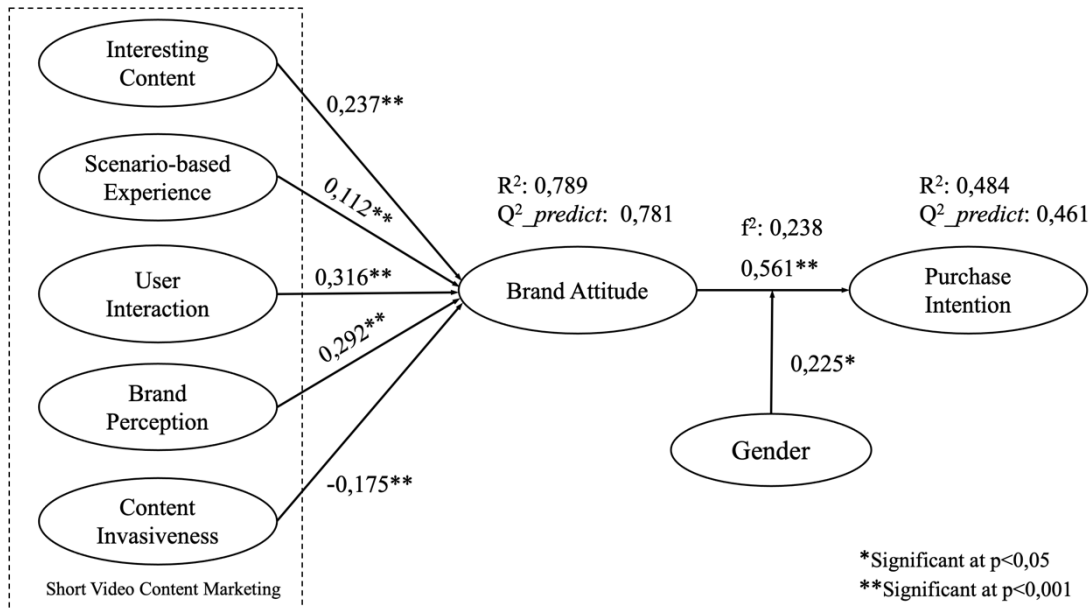 Interesting
Content
0,237**
Scenario-based
Experience
0,112**
User
Interaction
0,316**
Brand
Perception
0,292**
Content
Invasiveness
-0,175**
Short Video Content Marketing
R²: 0,789
Q²_predict: 0,781
Brand Attitude
f²: 0,238
0,561**
R²: 0,484
Q²_predict: 0,461
Purchase
Intention
0,225*
Gender
*Significant at p<0,05
**Significant at p<0,001